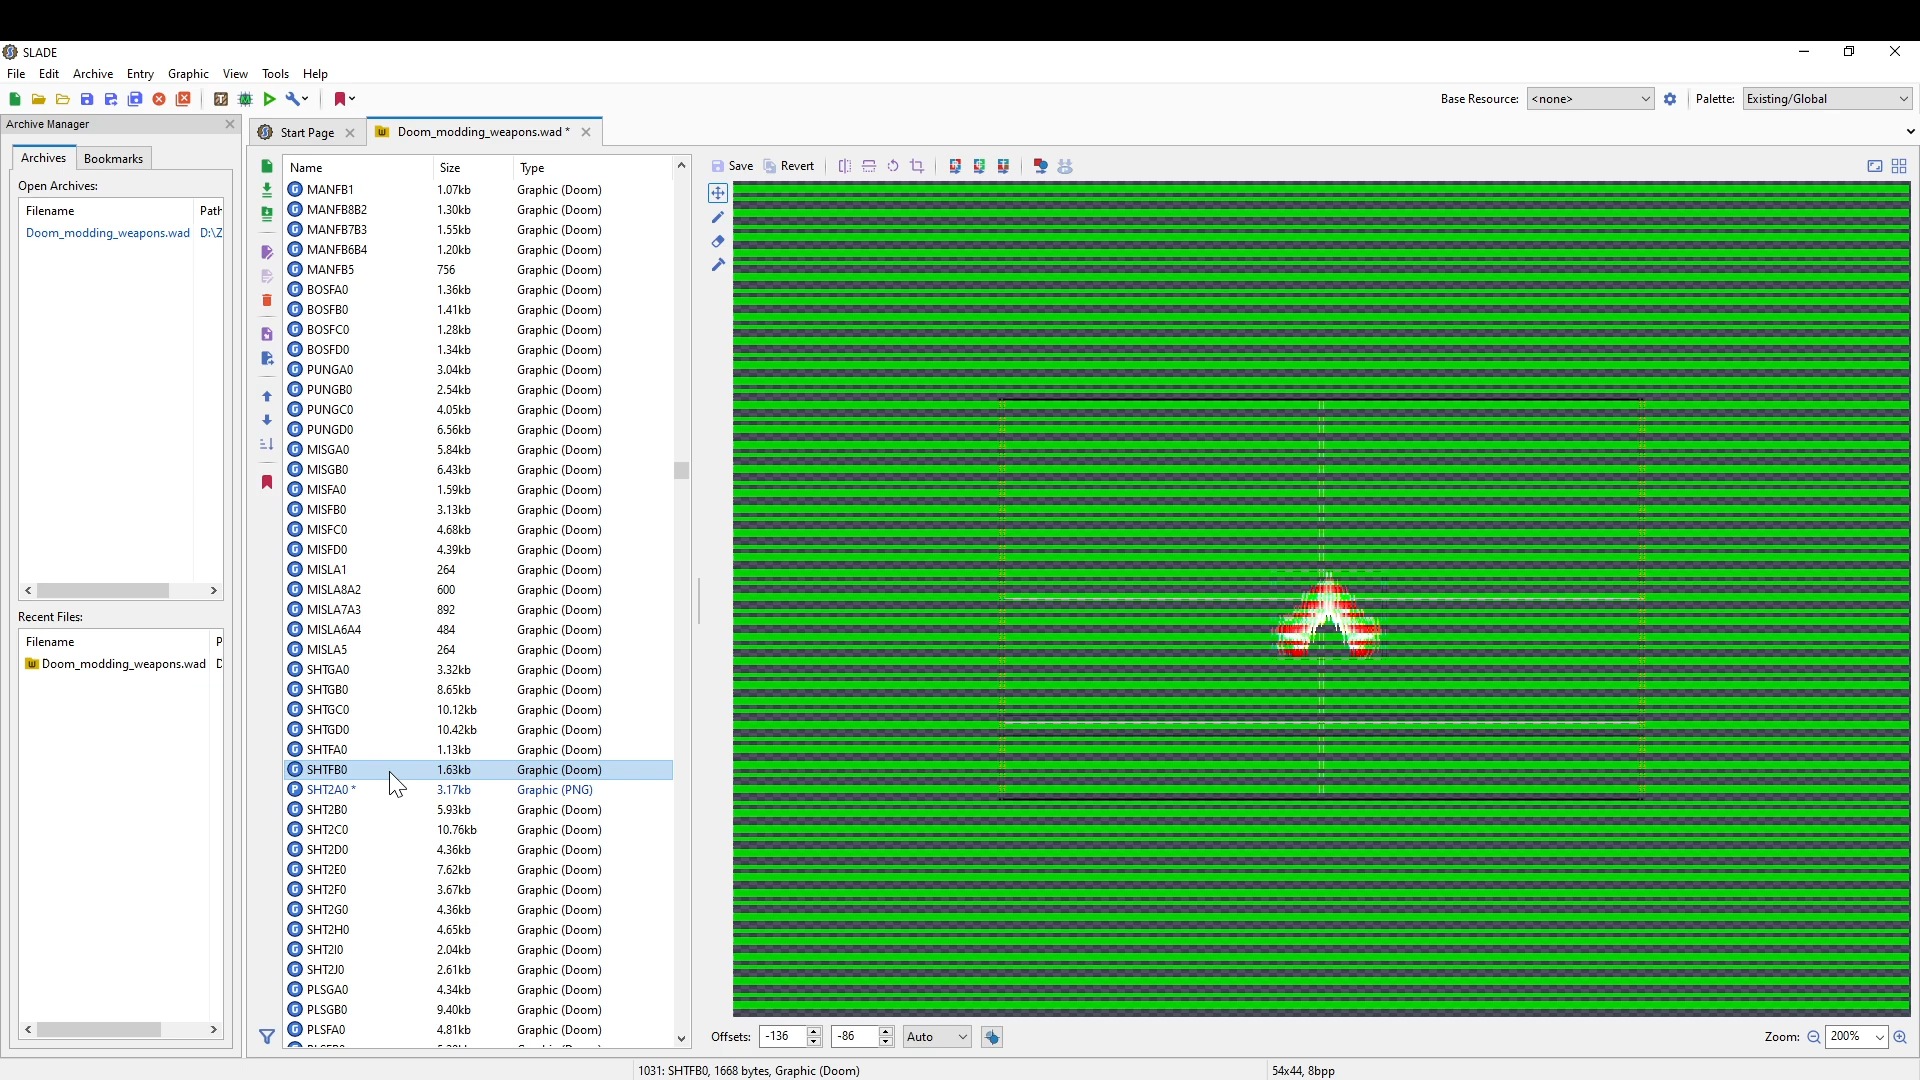 SLADE
File Edit Archive Entry Graphic View Tools Help
Base Resource: <none> Palette: Existing/Global
Archive Manager
Start Page Doom_modding_weapons.wad *
Archives Bookmarks
Open Archives:
Filename Path
Doom_modding_weapons.wad D:\Z
Recent Files:
Filename P
Doom_modding_weapons.wad
Name Size Type
MANFB1 1.07kb Graphic (Doom)
MANFB8B2 1.30kb Graphic (Doom)
MANFB7B3 1.55kb Graphic (Doom)
MANFB6B4 1.20kb Graphic (Doom)
MANFB5 756 Graphic (Doom)
BOSFA0 1.36kb Graphic (Doom)
BOSFB0 1.41kb Graphic (Doom)
BOSFC0 1.28kb Graphic (Doom)
BOSFD0 1.34kb Graphic (Doom)
PUNGA0 3.04kb Graphic (Doom)
PUNGB0 2.54kb Graphic (Doom)
PUNGC0 4.05kb Graphic (Doom)
PUNGD0 6.56kb Graphic (Doom)
MISGA0 5.84kb Graphic (Doom)
MISGB0 6.43kb Graphic (Doom)
MISFA0 1.59kb Graphic (Doom)
MISFB0 3.13kb Graphic (Doom)
MISFC0 4.68kb Graphic (Doom)
MISFD0 4.39kb Graphic (Doom)
MISLA1 264 Graphic (Doom)
MISLA8A2 600 Graphic (Doom)
MISLA7A3 892 Graphic (Doom)
MISLA6A4 484 Graphic (Doom)
MISLA5 264 Graphic (Doom)
SHTGA0 3.32kb Graphic (Doom)
SHTGB0 8.65kb Graphic (Doom)
SHTGC0 10.12kb Graphic (Doom)
SHTGD0 10.42kb Graphic (Doom)
SHTFA0 1.13kb Graphic (Doom)
SHTFB0 1.63kb Graphic (Doom)
SHT2A0 * 3.17kb Graphic (PNG)
SHT2B0 5.93kb Graphic (Doom)
SHT2C0 10.76kb Graphic (Doom)
SHT2D0 4.36kb Graphic (Doom)
SHT2E0 7.62kb Graphic (Doom)
SHT2F0 3.67kb Graphic (Doom)
SHT2G0 4.36kb Graphic (Doom)
SHT2H0 4.65kb Graphic (Doom)
SHT2I0 2.04kb Graphic (Doom)
SHT2J0 2.61kb Graphic (Doom)
PLSGA0 4.34kb Graphic (Doom)
PLSGB0 9.40kb Graphic (Doom)
PLSFA0 4.81kb Graphic (Doom)
Save Revert
Offsets: -136 -86 Auto Zoom: 200%
1031: SHTFB0, 1668 bytes, Graphic (Doom) 54x44, 8bpp